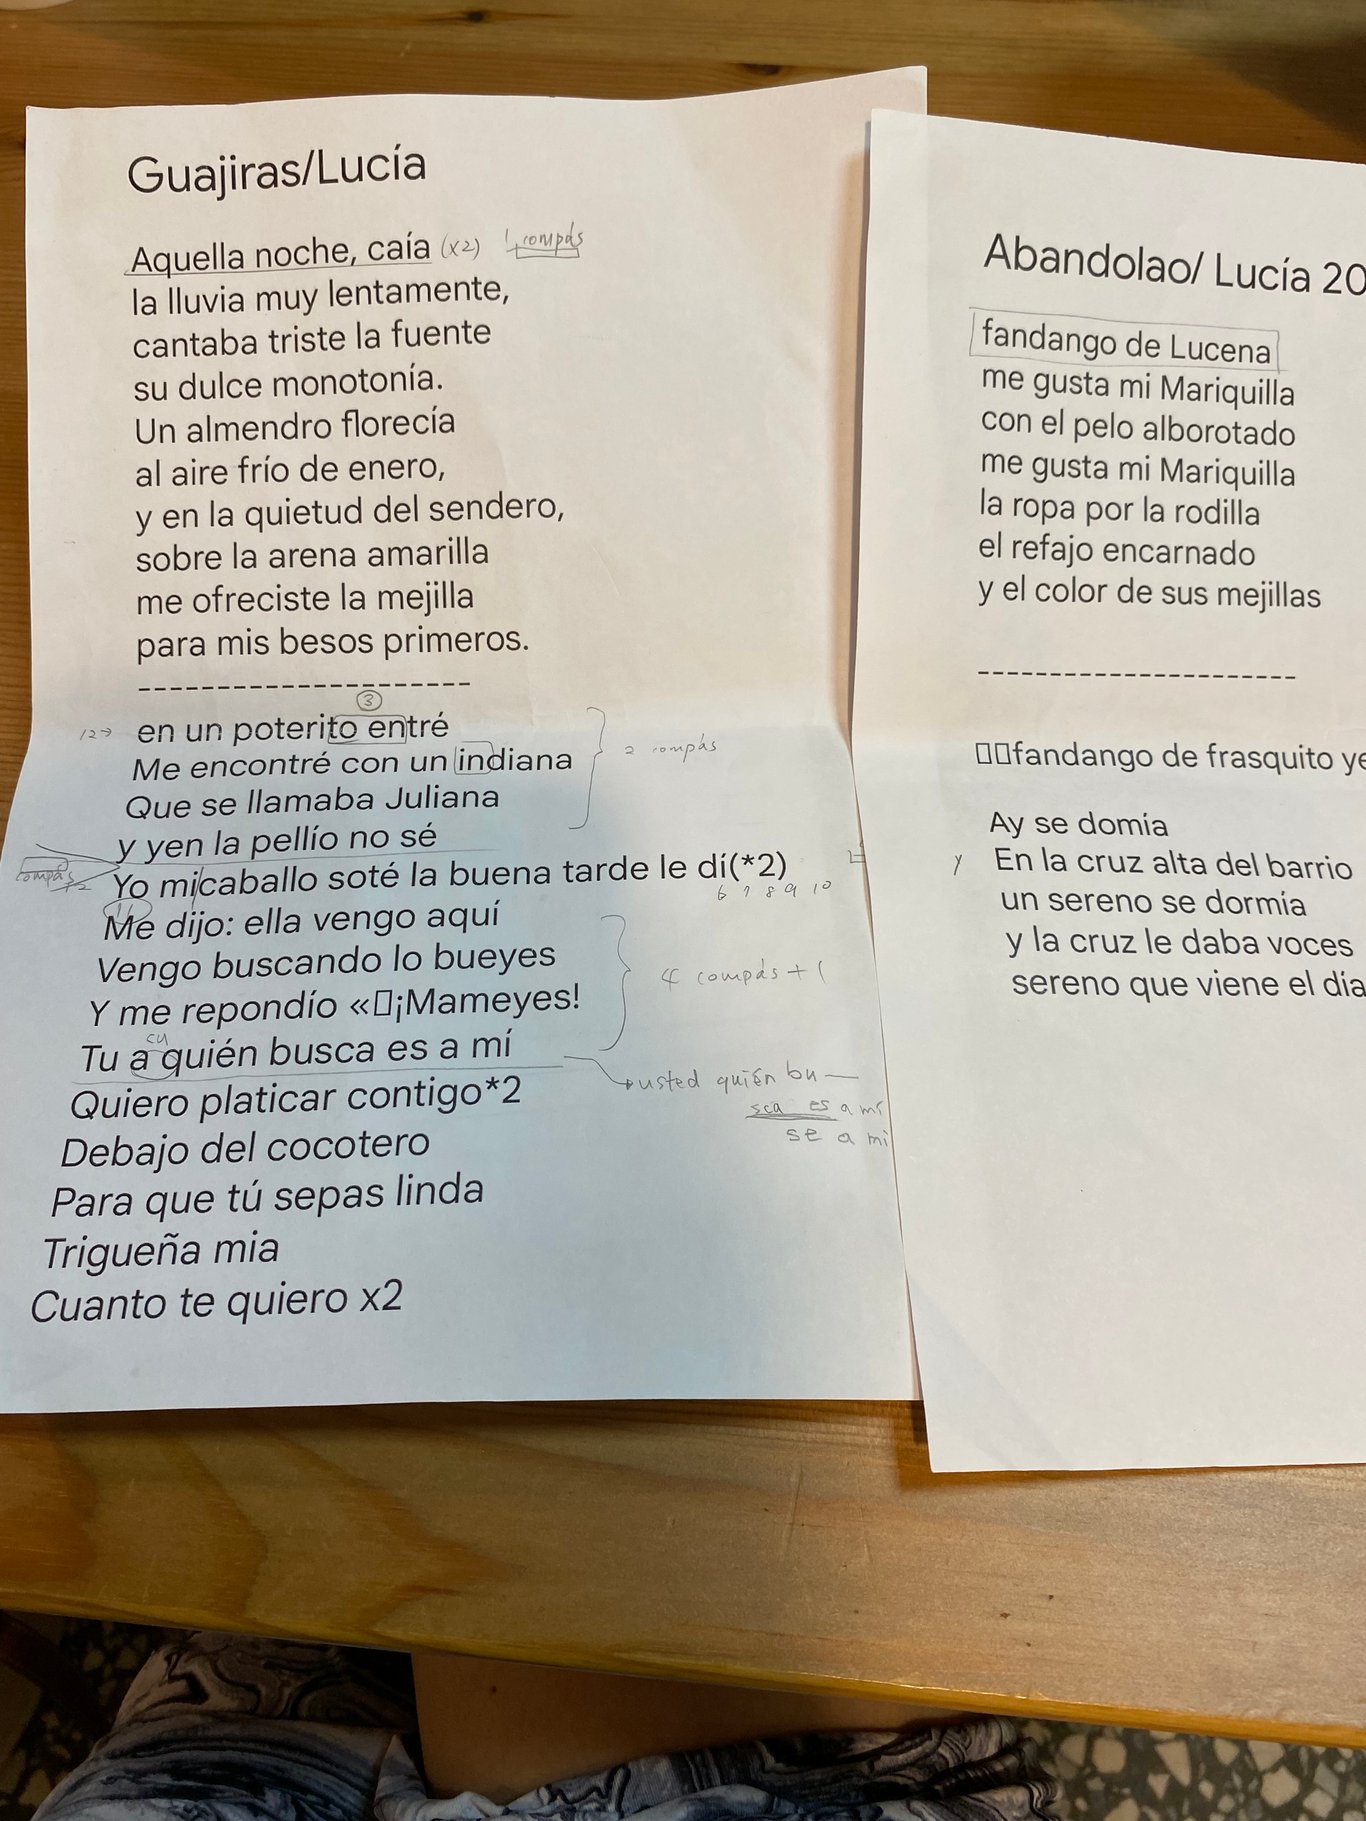 Guajiras/Lucía
Aquella noche, caía (x2) 4 compás
la lluvia muy lentamente,
cantaba triste la fuente
su dulce monotonía.
Un almendro florecía
al aire frío de enero,
y en la quietud del sendero,
sobre la arena amarilla
me ofreciste la mejilla
para mis besos primeros.
---------------------
③
12→ en un poterito entré
Me encontré con un indiana 2 compás
Que se llamaba Juliana
y yen la pellío no sé
compás
Yo mi caballo soté la buena tarde le dí(*2)
6 7 8 9 10
11
Me dijo: ella vengo aquí
Vengo buscando lo bueyes 4 compás + 1
Y me repondío «▯¡Mameyes!
cu
Tu a quién busca es a mí
usted quién bu —
sca es a mí
se a mi
Quiero platicar contigo*2
Debajo del cocotero
Para que tú sepas linda
Trigueña mia
Cuanto te quiero x2
Abandolao/ Lucía 20
fandango de Lucena
me gusta mi Mariquilla
con el pelo alborotado
me gusta mi Mariquilla
la ropa por la rodilla
el refajo encarnado
y el color de sus mejillas
----------------------
▯▯fandango de frasquito ye
Ay se domía
y En la cruz alta del barrio
un sereno se dormía
y la cruz le daba voces
sereno que viene el día